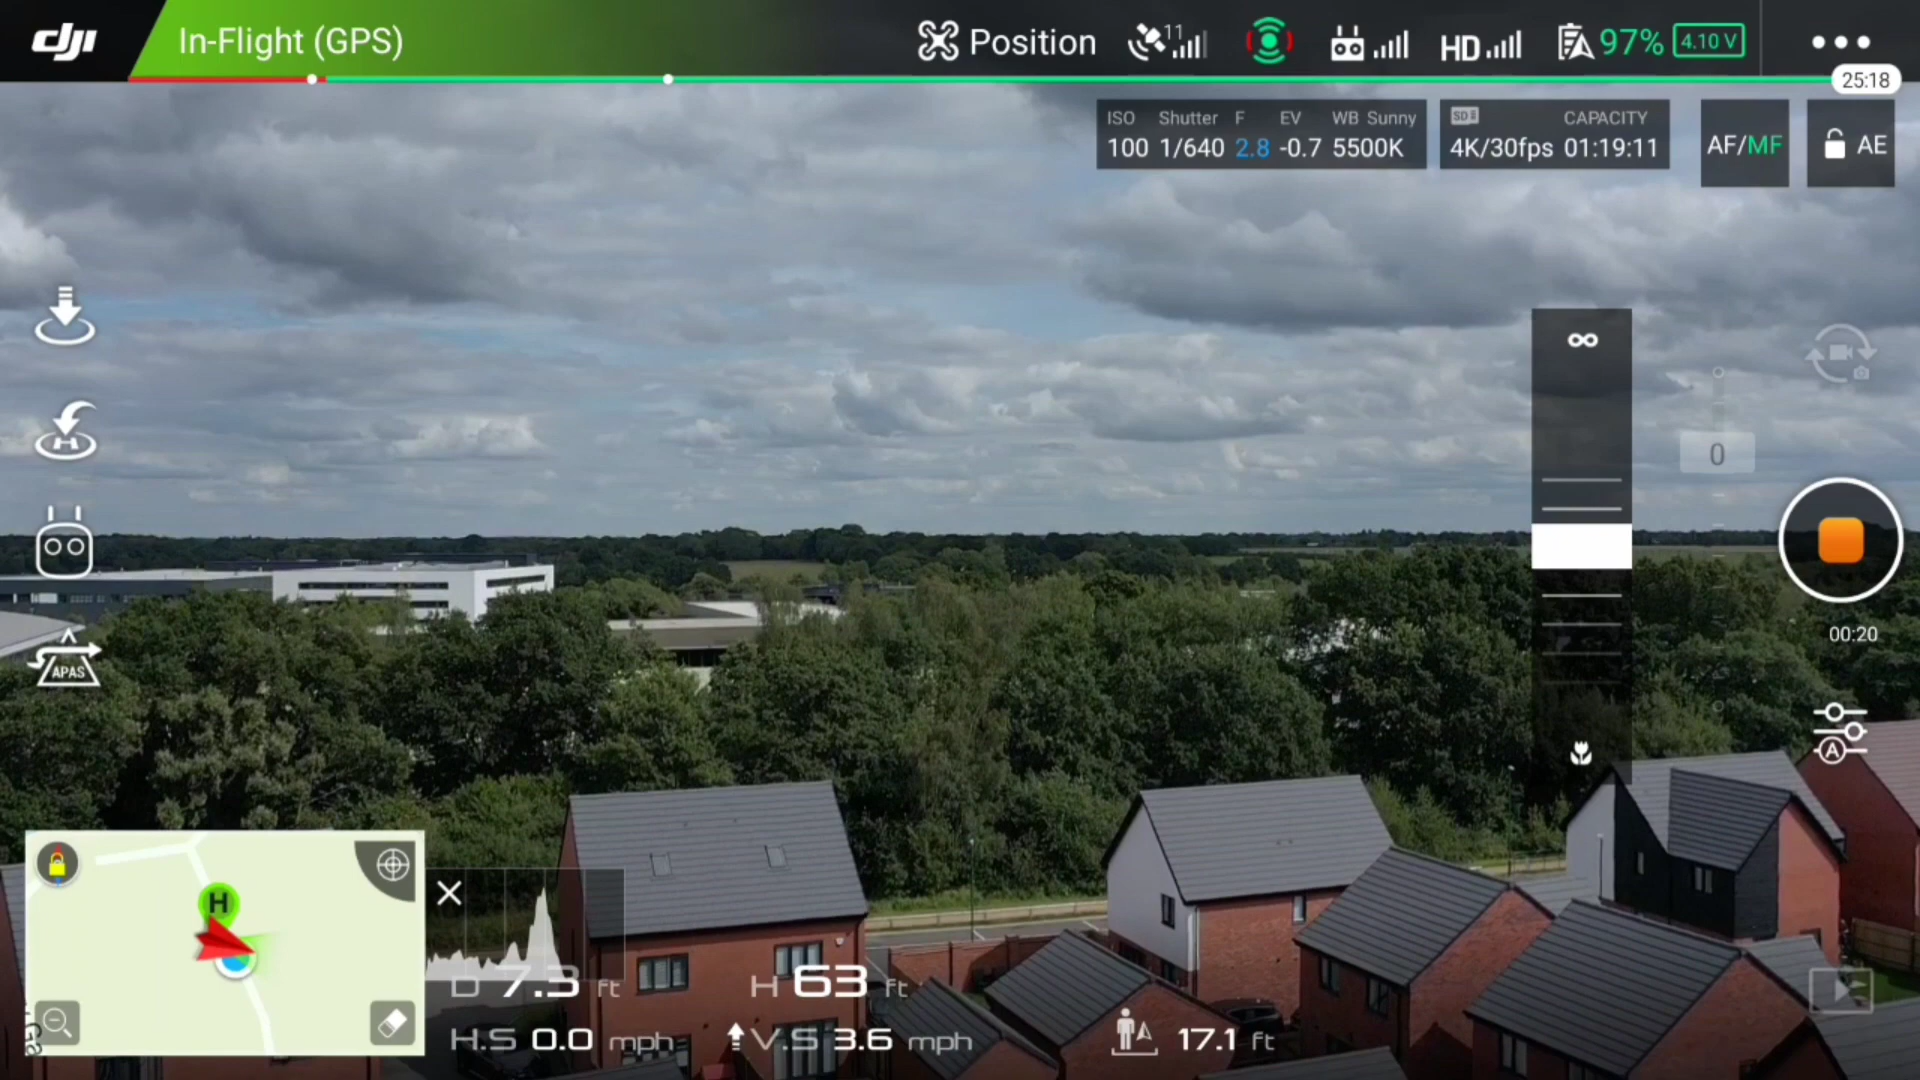 dji In-Flight (GPS) Position 11 HD 97% 4.10 V
25:18
ISO Shutter F EV WB Sunny CAPACITY
100 1/640 2.8 -0.7 5500K 4K/30fps 01:19:11 AF/MF AE
SD
∞
0
00:20
APAS
A
H
D 7.3 ft H 63 ft
H.S 0.0 mph V.S 3.6 mph 17.1 ft